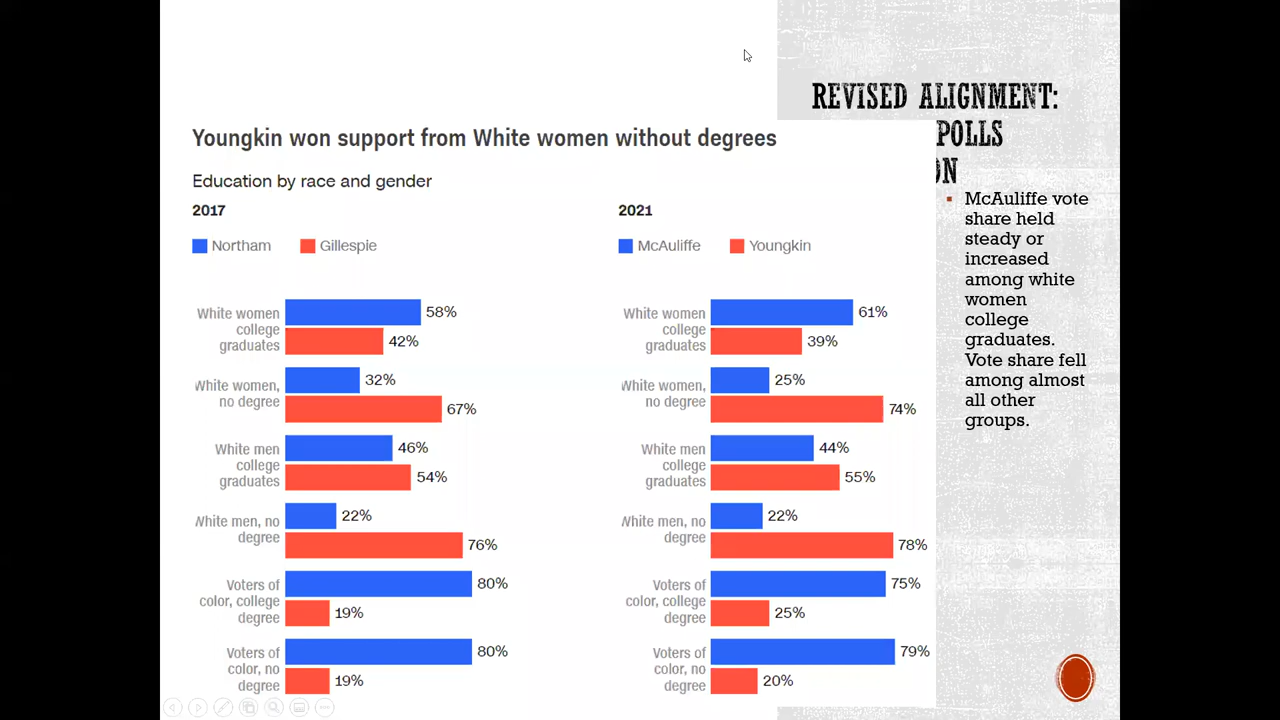 REVISED ALIGNMENT:
POLLS
ON
Youngkin won support from White women without degrees
Education by race and gender
2017
Northam
Gillespie
White women
college
graduates
58%
42%
White women,
no degree
32%
67%
White men
college
graduates
46%
54%
White men, no
degree
22%
76%
Voters of
color, college
degree
80%
19%
Voters of
color, no
degree
80%
19%
2021
McAuliffe
Youngkin
White women
college
graduates
61%
39%
White women,
no degree
25%
74%
White men
college
graduates
44%
55%
White men, no
degree
22%
78%
Voters of
color, college
degree
75%
25%
Voters of
color, no
degree
79%
20%
McAuliffe vote
share held
steady or
increased
among white
women
college
graduates.
Vote share fell
among almost
all other
groups.